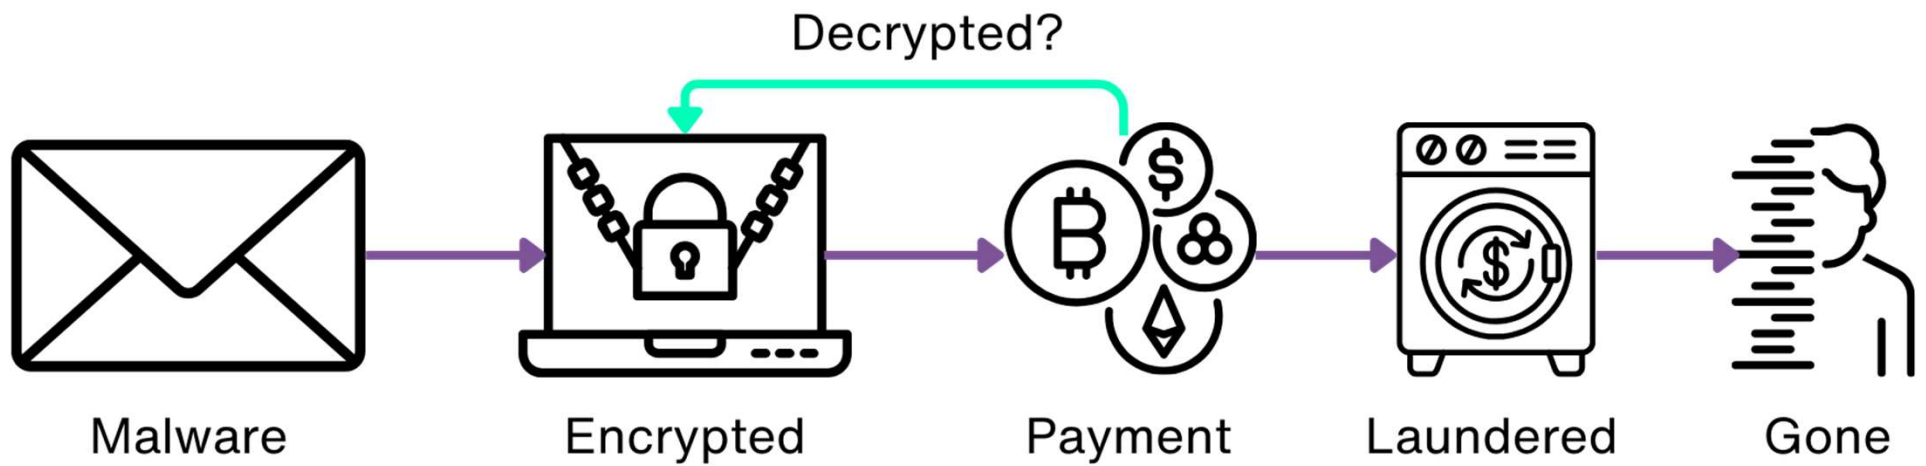 Decrypted?
Malware
Encrypted
Payment
Laundered
Gone